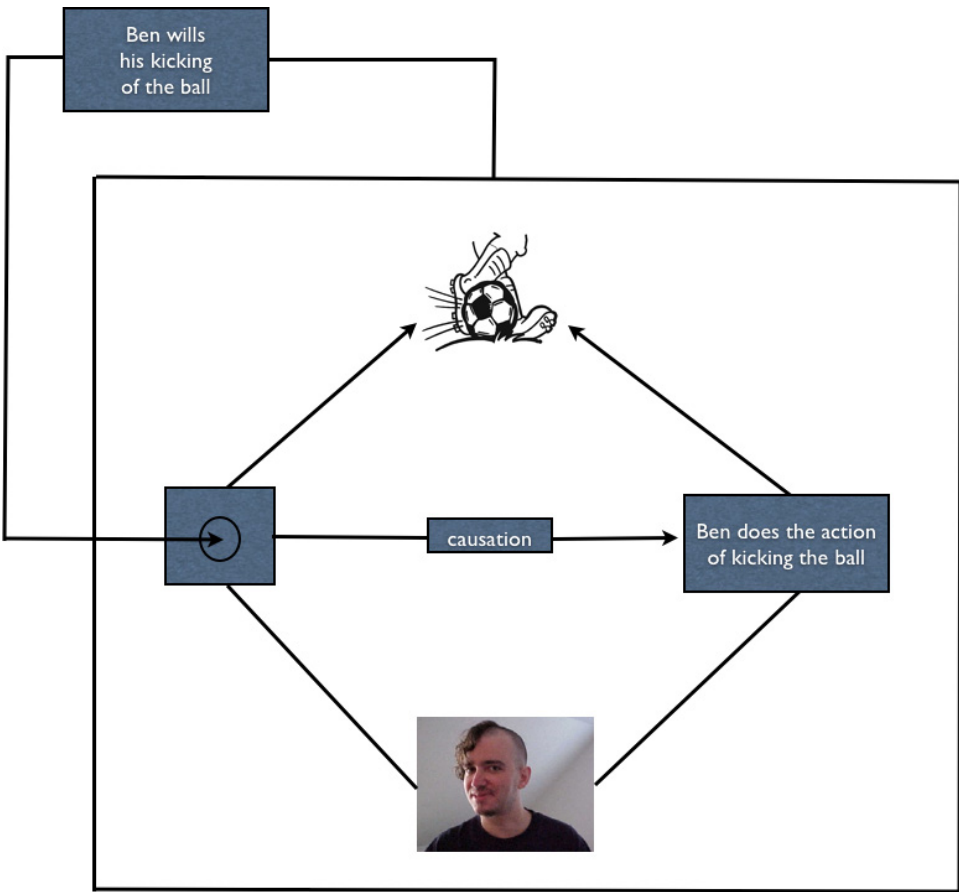 Ben wills
his kicking
of the ball
causation
Ben does the action
of kicking the ball